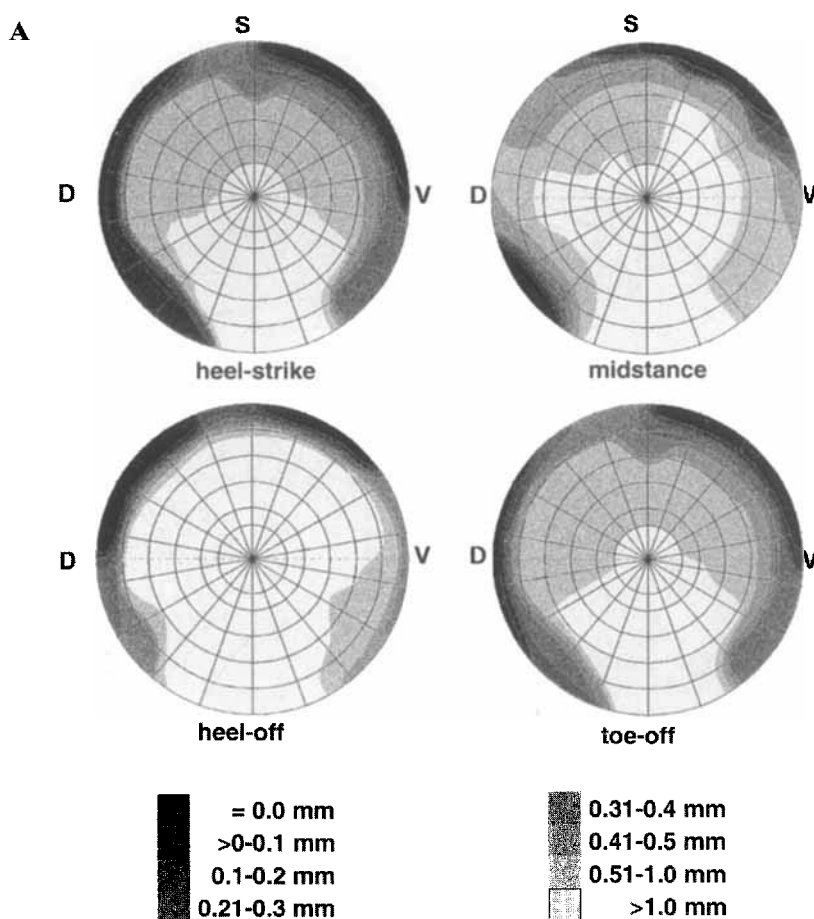 A
S
S
D
V
D
V
heel-strike
midstance
D
V
D
V
heel-off
toe-off
= 0.0 mm
>0-0.1 mm
0.1-0.2 mm
0.21-0.3 mm
0.31-0.4 mm
0.41-0.5 mm
0.51-1.0 mm
>1.0 mm